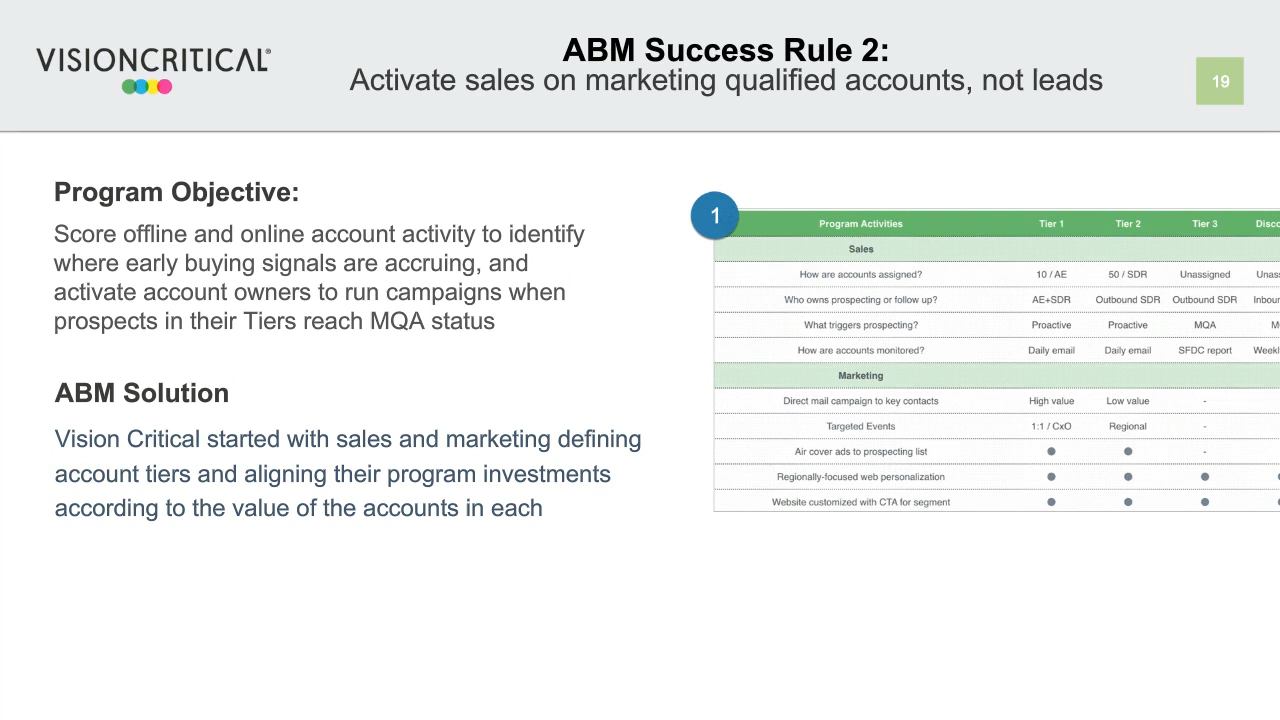 VISIONCRITICAL®
ABM Success Rule 2:
Activate sales on marketing qualified accounts, not leads
19
Program Objective:
Score offline and online account activity to identify
where early buying signals are accruing, and
activate account owners to run campaigns when
prospects in their Tiers reach MQA status
ABM Solution
Vision Critical started with sales and marketing defining
account tiers and aligning their program investments
according to the value of the accounts in each
1
Program Activities Tier 1 Tier 2 Tier 3
Sales
How are accounts assigned? 10 / AE 50 / SDR Unassigned
Who owns prospecting or follow up? AE+SDR Outbound SDR Outbound SDR
What triggers prospecting? Proactive Proactive MQA
How are accounts monitored? Daily email Daily email SFDC report
Marketing
Direct mail campaign to key contacts High value Low value -
Targeted Events 1:1 / CxO Regional -
Air cover ads to prospecting list ● ● -
Regionally-focused web personalization ● ● ●
Website customized with CTA for segment ● ● ●